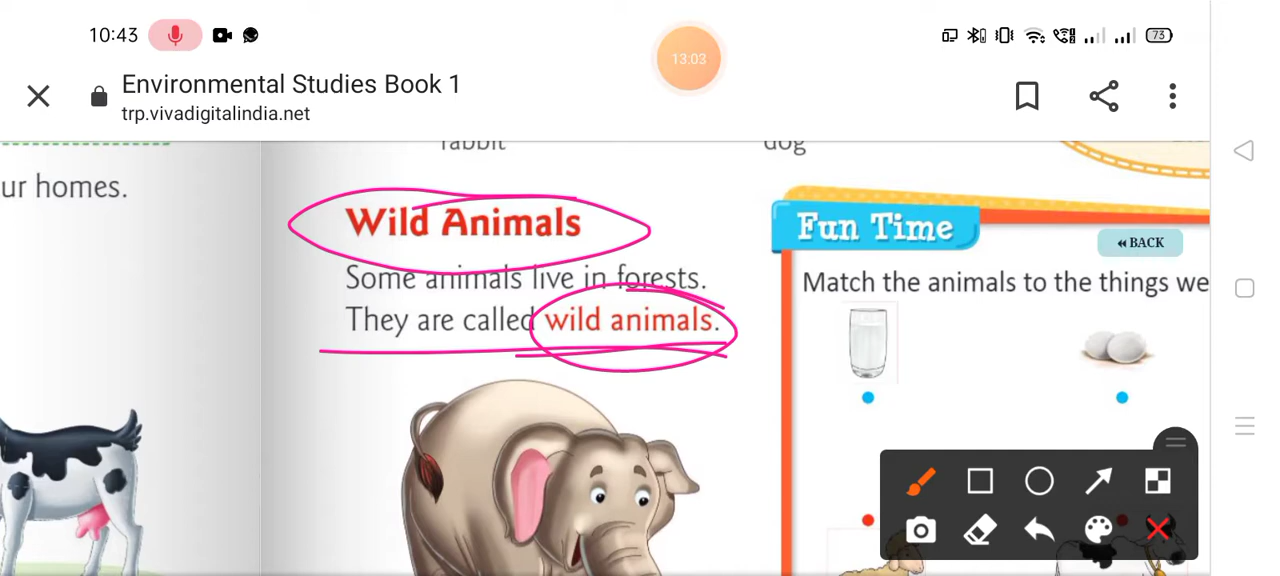 10:43
13:03
73
Environmental Studies Book 1
trp.vivadigitalindia.net
rabbit
dog
ur homes.
Wild Animals
Some animals live in forests.
They are called wild animals.
Fun Time
BACK
Match the animals to the things we